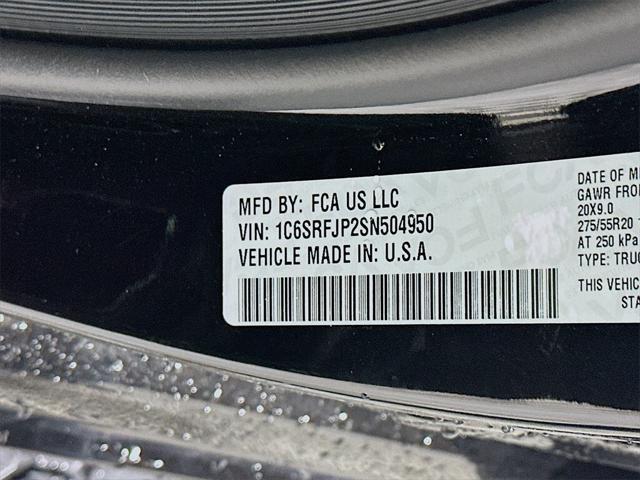 MFD BY: FCA US LLC
VIN: 1C6SRFJP2SN504950
VEHICLE MADE IN: U.S.A.
DATE OF M
GAWR FRO
20X9.0
275/55R20
AT 250 kPa
TYPE: TRUC
THIS VEHIC
STA